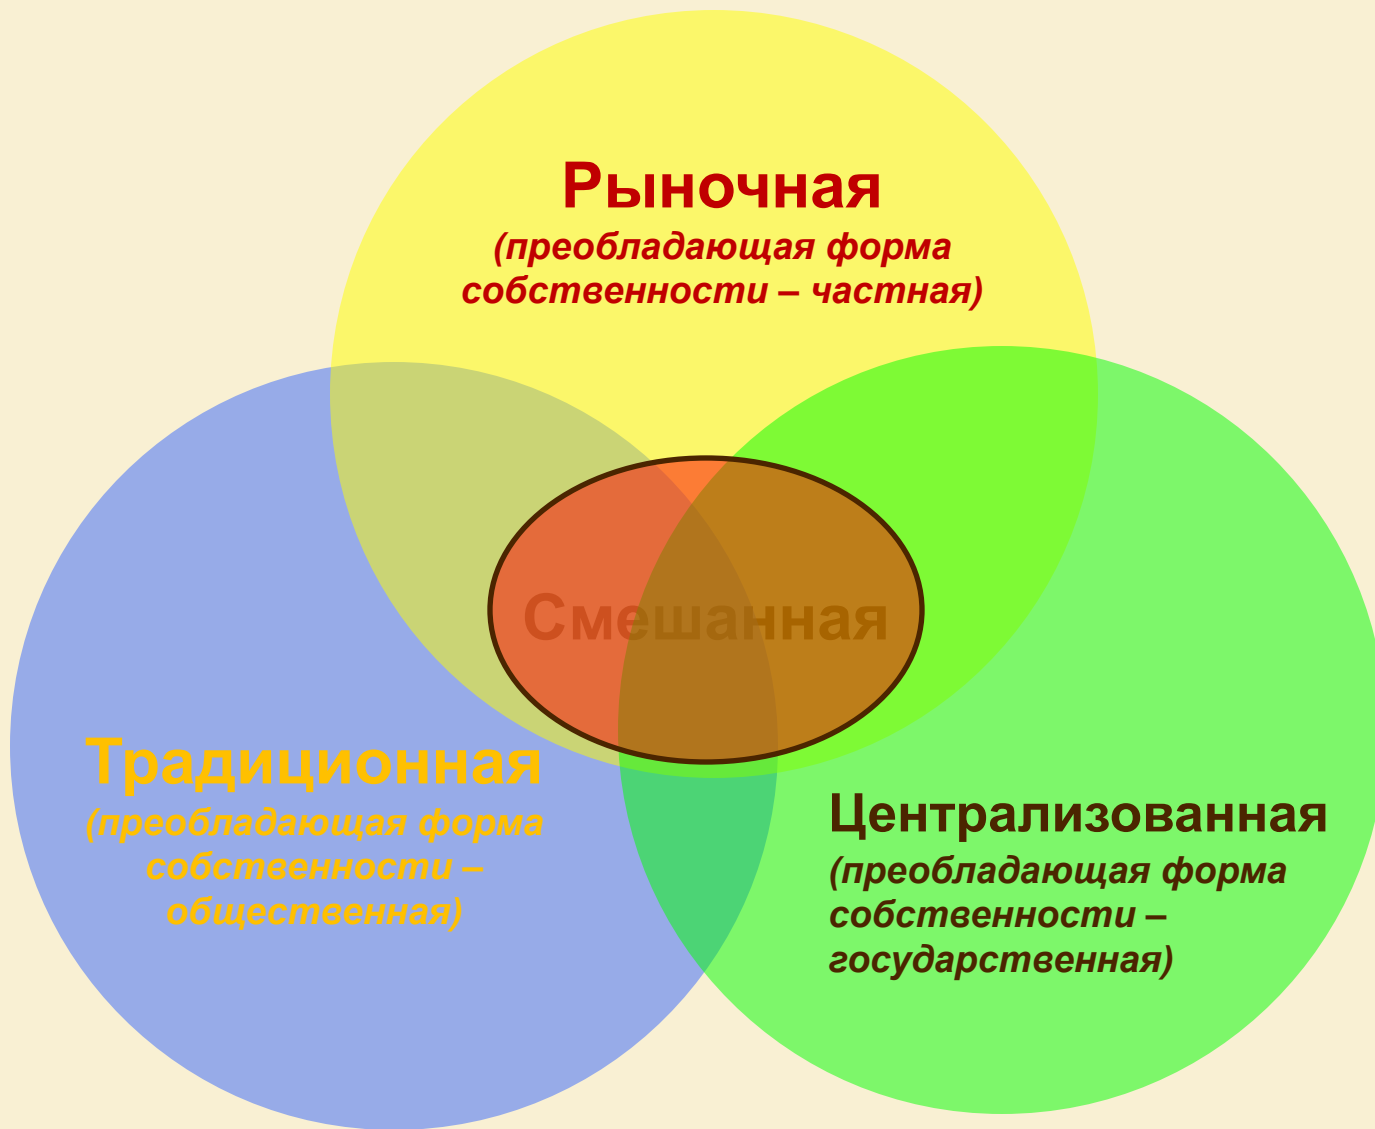 Рыночная
(преобладающая форма
собственности – частная)
Смешанная
Традиционная
(преобладающая форма
собственности –
общественная)
Централизованная
(преобладающая форма
собственности –
государственная)